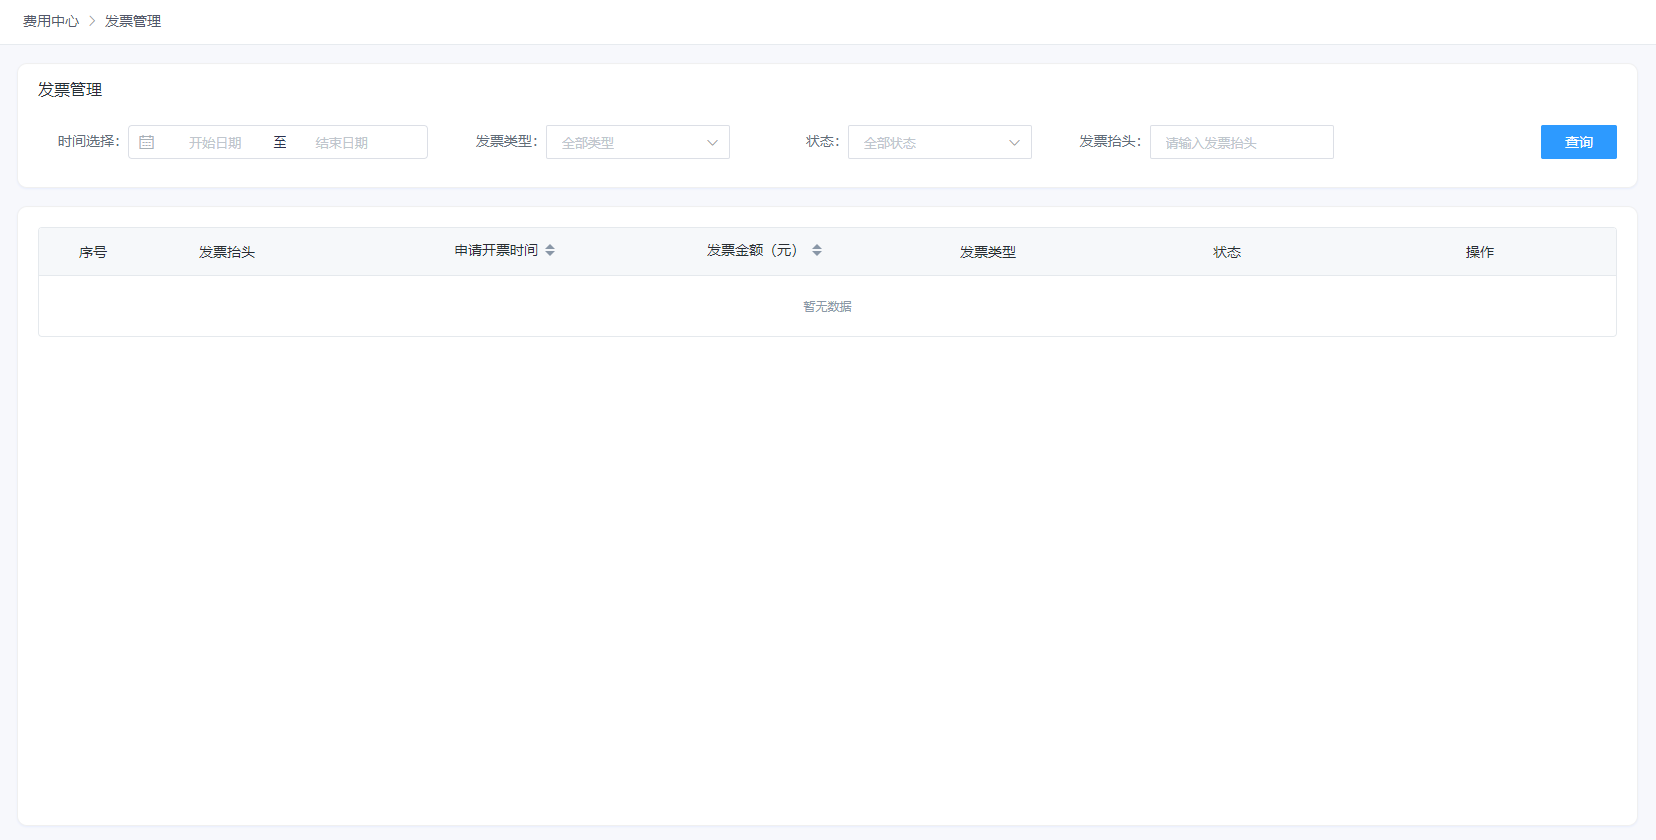 费用中心 > 发票管理
发票管理
时间选择: 开始日期 至 结束日期 发票类型: 全部类型 状态: 全部状态 发票抬头: 请输入发票抬头 查询
序号 发票抬头 申请开票时间 发票金额（元） 发票类型 状态 操作
暂无数据